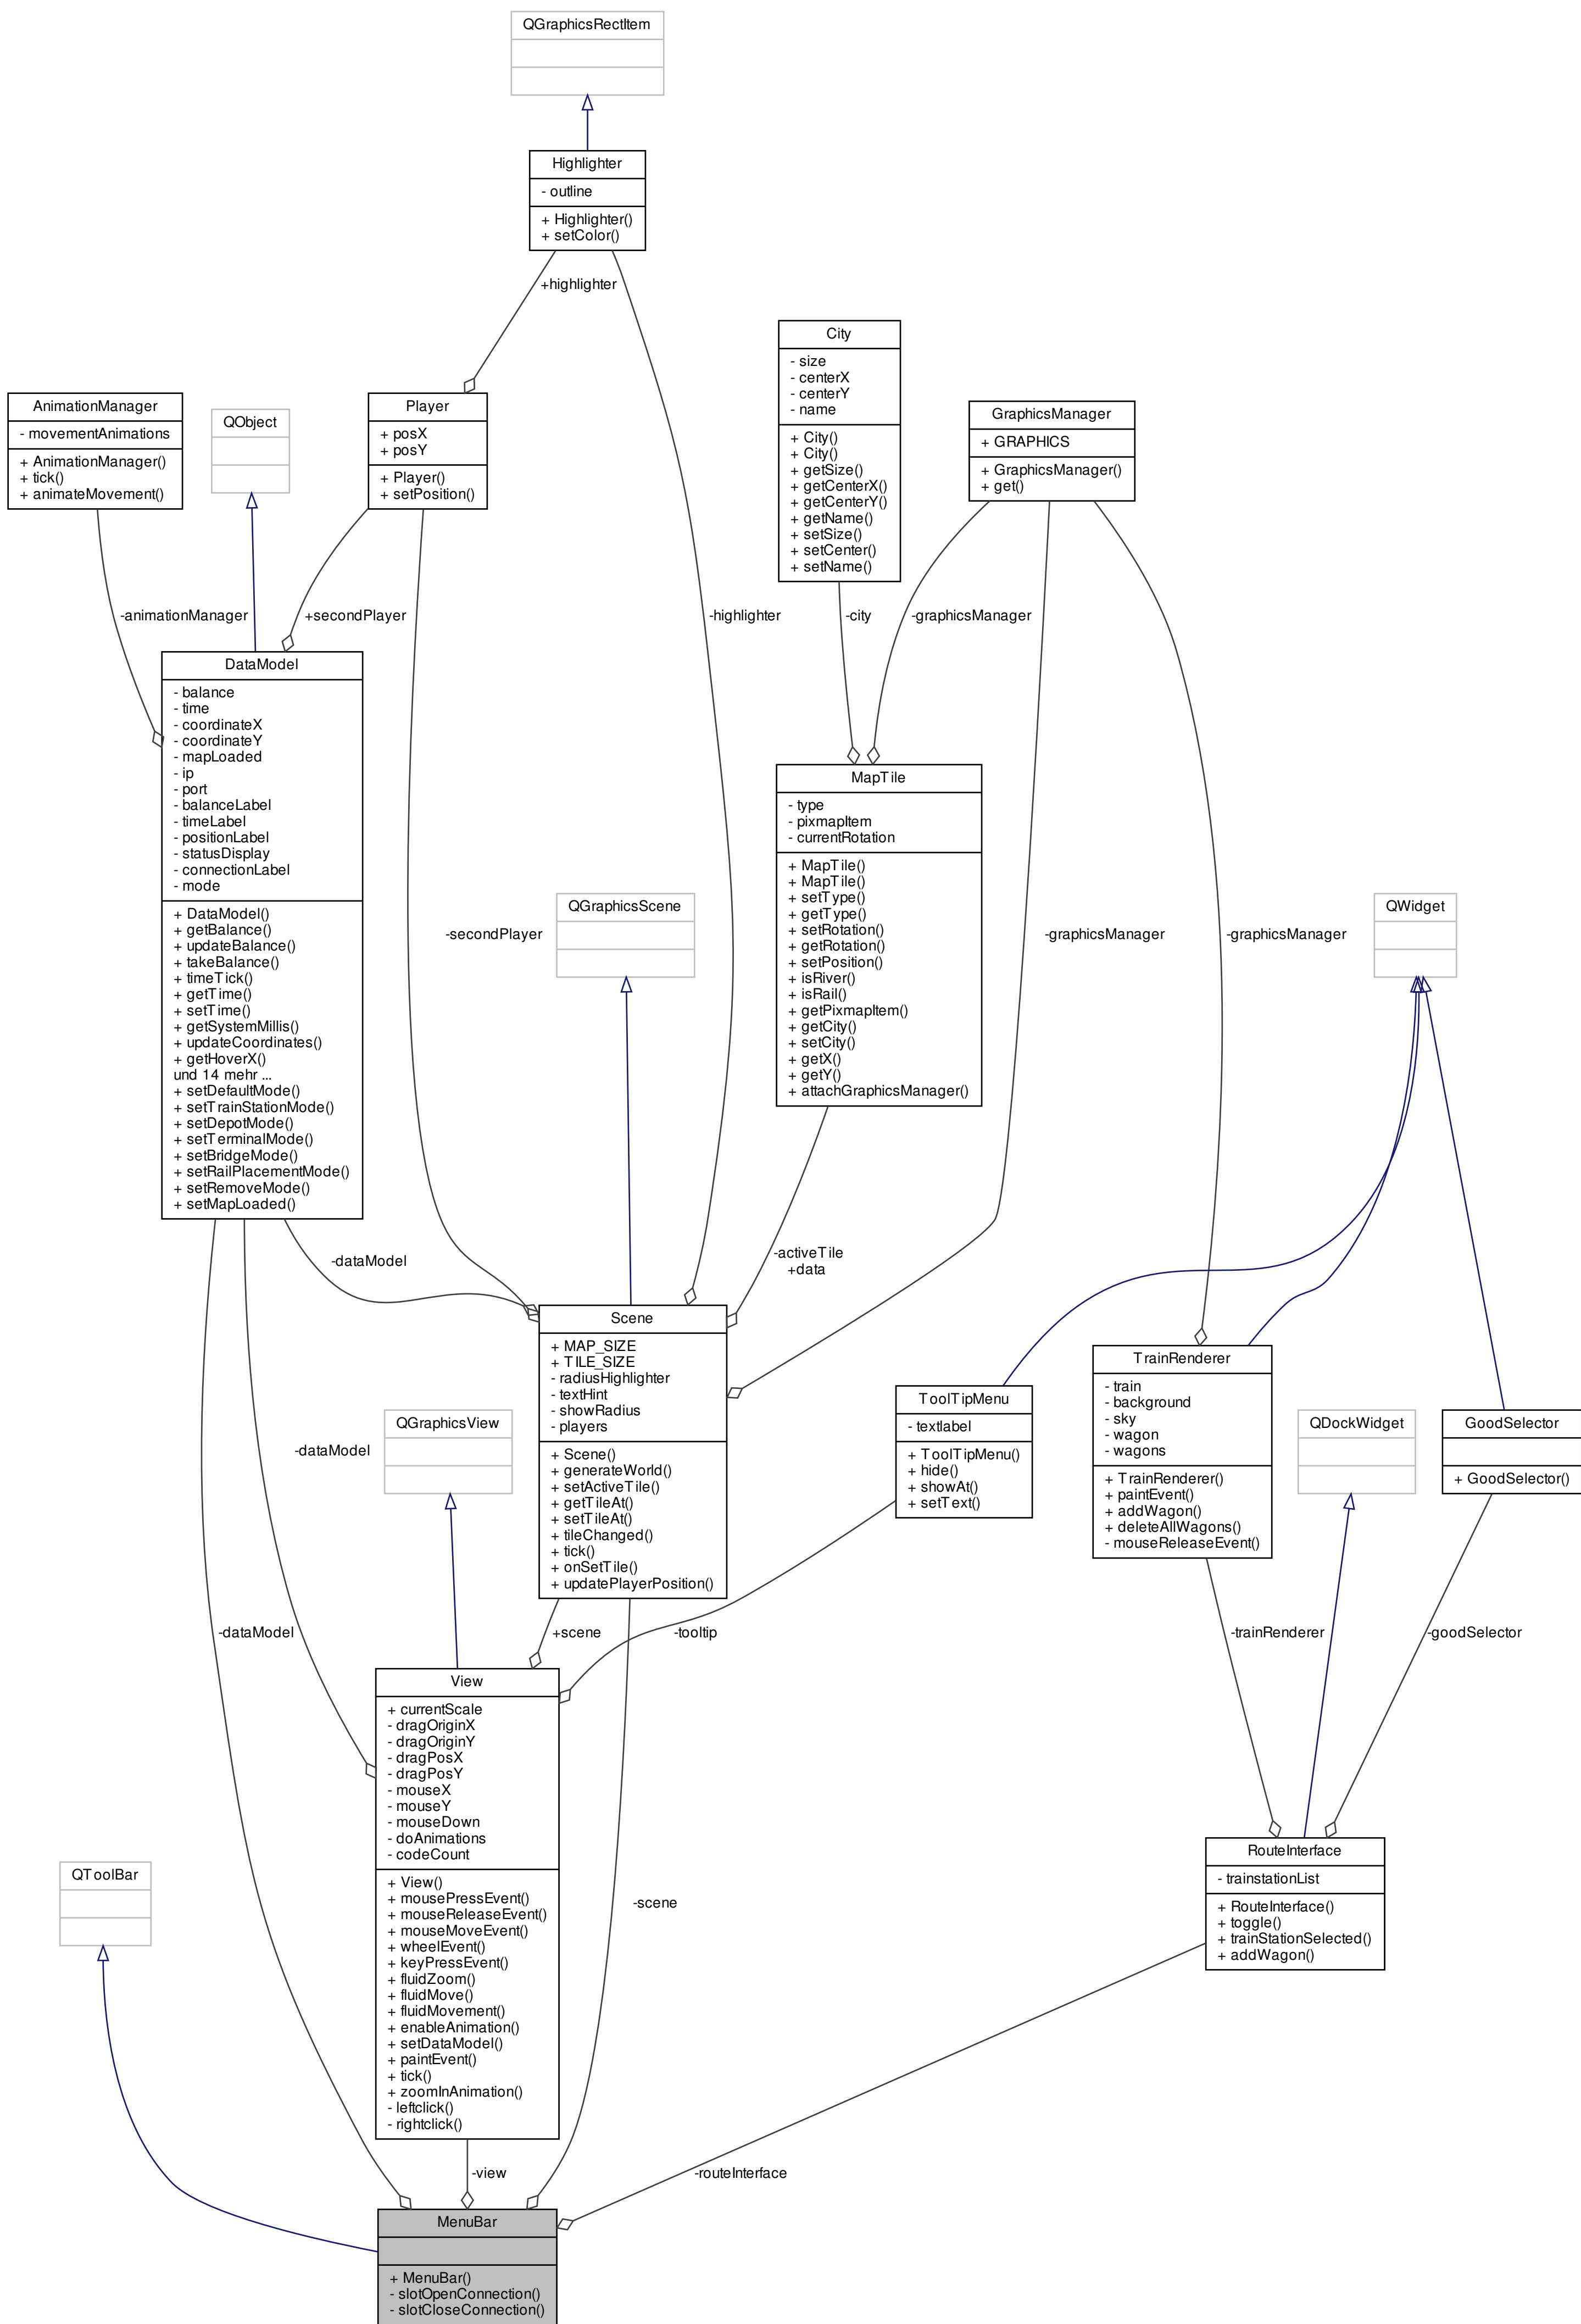 QGraphicsRectItem
Highlighter
- outline
+ Highlighter()
+ setColor()
+highlighter
City
- size
- centerX
- centerY
- name
+ City()
+ City()
+ getSize()
+ getCenterX()
+ getCenterY()
+ getName()
+ setSize()
+ setCenter()
+ setName()
AnimationManager
- movementAnimations
+ AnimationManager()
+ tick()
+ animateMovement()
QObject
Player
+ posX
+ posY
+ Player()
+ setPosition()
GraphicsManager
+ GRAPHICS
+ GraphicsManager()
+ get()
-animationManager
+secondPlayer
-highlighter
-city
-graphicsManager
DataModel
- balance
- time
- coordinateX
- coordinateY
- mapLoaded
- ip
- port
- balanceLabel
- timeLabel
- positionLabel
- statusDisplay
- connectionLabel
- mode
+ DataModel()
+ getBalance()
+ updateBalance()
+ takeBalance()
+ timeTick()
+ getTime()
+ setTime()
+ getSystemMillis()
+ updateCoordinates()
+ getHoverX()
und 14 mehr ...
+ setDefaultMode()
+ setTrainStationMode()
+ setDepotMode()
+ setTerminalMode()
+ setBridgeMode()
+ setRailPlacementMode()
+ setRemoveMode()
+ setMapLoaded()
MapTile
- type
- pixmapItem
- currentRotation
+ MapTile()
+ MapTile()
+ setType()
+ getType()
+ setRotation()
+ getRotation()
+ setPosition()
+ isRiver()
+ isRail()
+ getPixmapItem()
+ getCity()
+ setCity()
+ getX()
+ getY()
+ attachGraphicsManager()
-secondPlayer
QGraphicsScene
-graphicsManager
-graphicsManager
QWidget
-dataModel
-activeTile
+data
Scene
+ MAP_SIZE
+ TILE_SIZE
- radiusHighlighter
- textHint
- showRadius
- players
+ Scene()
+ generateWorld()
+ setActiveTile()
+ getTileAt()
+ setTileAt()
+ tileChanged()
+ tick()
+ onSetTile()
+ updatePlayerPosition()
ToolTipMenu
- textlabel
+ ToolTipMenu()
+ hide()
+ showAt()
+ setText()
TrainRenderer
- train
- background
- sky
- wagon
- wagons
+ TrainRenderer()
+ paintEvent()
+ addWagon()
+ deleteAllWagons()
- mouseReleaseEvent()
QDockWidget
GoodSelector
+ GoodSelector()
-dataModel
QGraphicsView
-dataModel
+scene
-tooltip
-trainRenderer
-goodSelector
View
+ currentScale
- dragOriginX
- dragOriginY
- dragPosX
- dragPosY
- mouseX
- mouseY
- mouseDown
- doAnimations
- codeCount
+ View()
+ mousePressEvent()
+ mouseReleaseEvent()
+ mouseMoveEvent()
+ wheelEvent()
+ keyPressEvent()
+ fluidZoom()
+ fluidMove()
+ fluidMovement()
+ enableAnimation()
+ setDataModel()
+ paintEvent()
+ tick()
+ zoomInAnimation()
- leftclick()
- rightclick()
QToolBar
-scene
RouteInterface
- trainstationList
+ RouteInterface()
+ toggle()
+ trainStationSelected()
+ addWagon()
-view
-routeInterface
MenuBar
+ MenuBar()
- slotOpenConnection()
- slotCloseConnection()